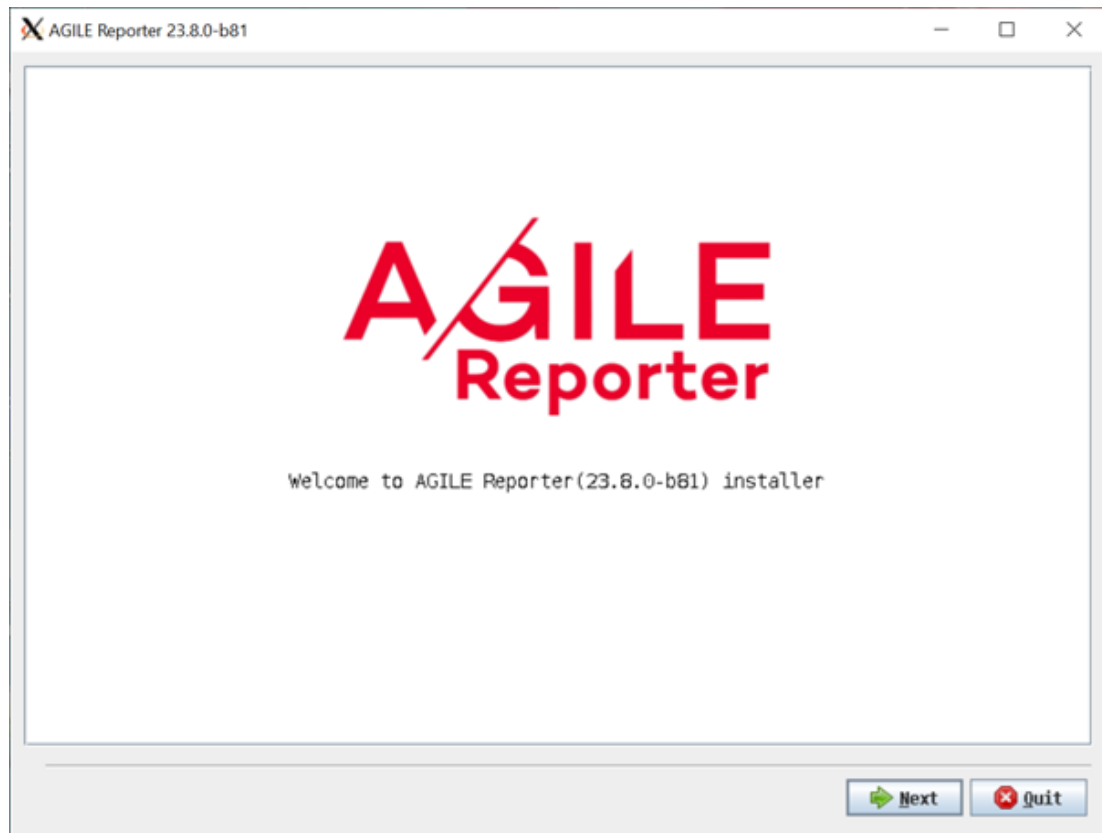 AGILE Reporter 23.8.0-b81
AGILE
Reporter
Welcome to AGILE Reporter(23.8.0-b81) installer
Next
Quit